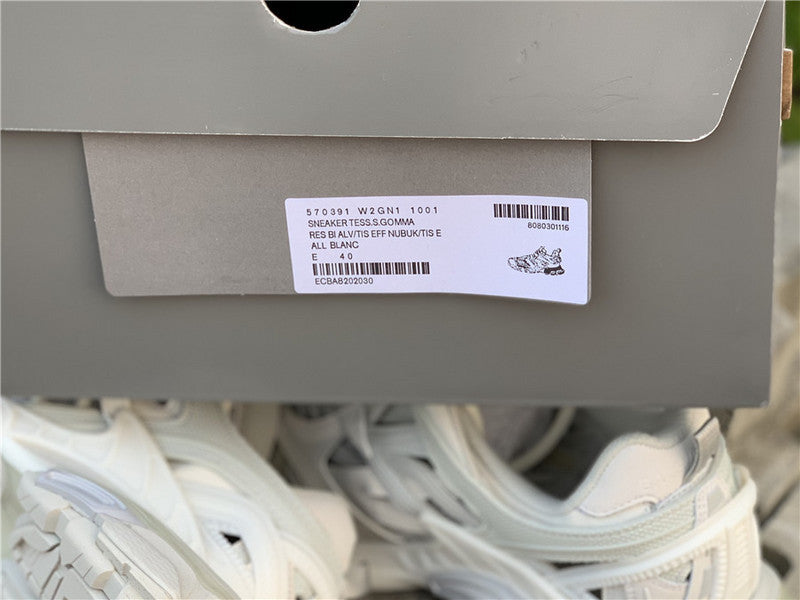 570391 W2GN1 1001
SNEAKER TESS.S.GOMMA
RES BI ALV/TIS EFF NUBUK/TIS E
ALL BLANC
E 40
ECBA8202030
8080301116